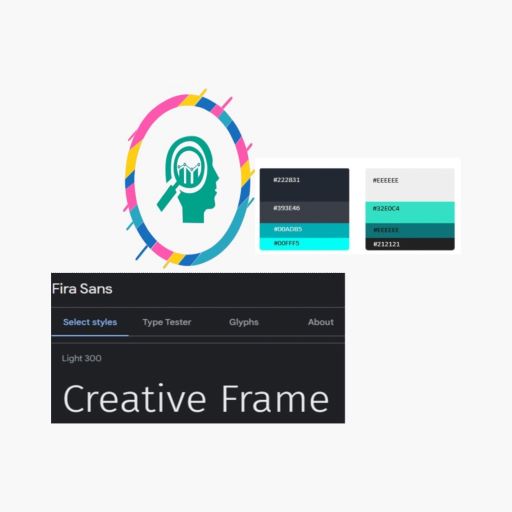 #222831
#393E46
#00ADB5
#00FFF5
#EEEEEE
#32E0C4
#EEEEEE
#212121
Fira Sans
Select styles Type Tester Glyphs About
Light 300
Creative Frame